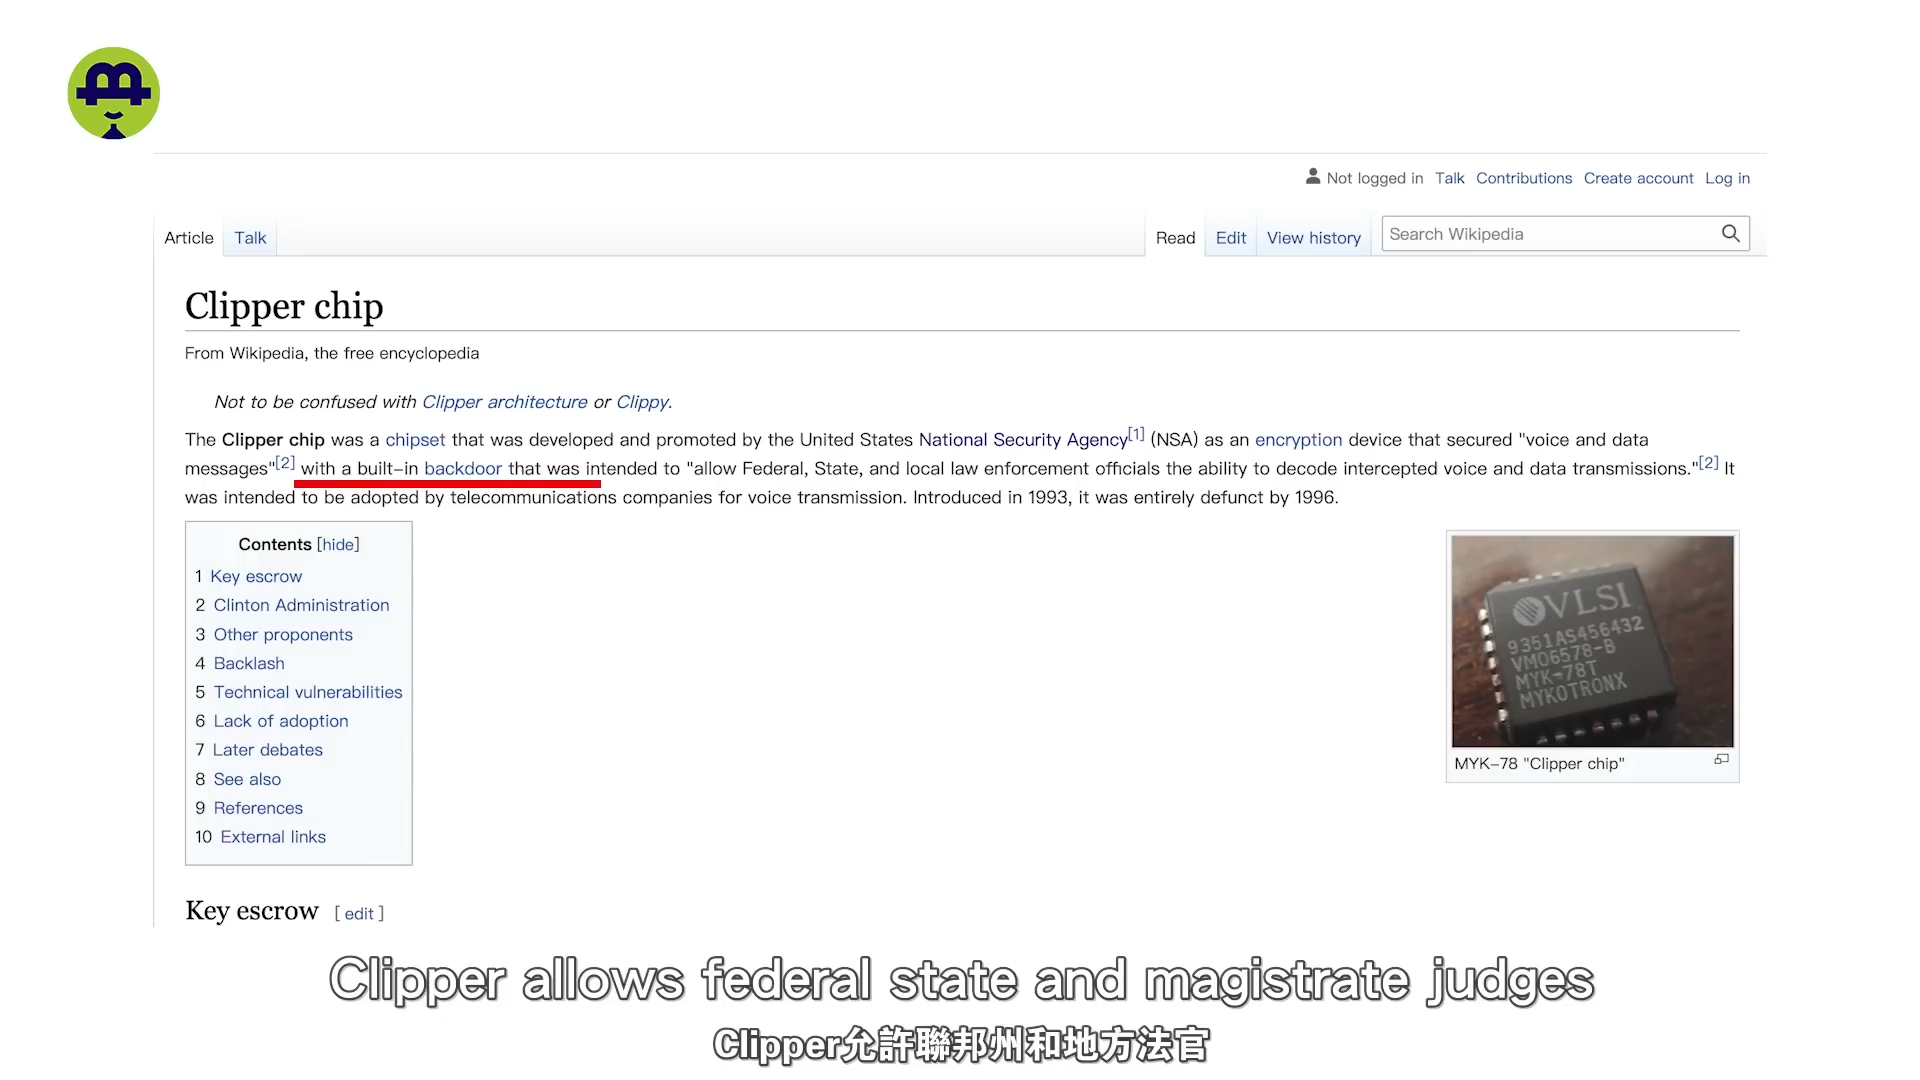 Not logged in Talk Contributions Create account Log in
Article Talk Read Edit View history Search Wikipedia
Clipper chip
From Wikipedia, the free encyclopedia
Not to be confused with Clipper architecture or Clippy.
The Clipper chip was a chipset that was developed and promoted by the United States National Security Agency[1] (NSA) as an encryption device that secured "voice and data
messages"[2] with a built-in backdoor that was intended to "allow Federal, State, and local law enforcement officials the ability to decode intercepted voice and data transmissions."[2] It
was intended to be adopted by telecommunications companies for voice transmission. Introduced in 1993, it was entirely defunct by 1996.
Contents [hide]
1 Key escrow
2 Clinton Administration
3 Other proponents
4 Backlash
5 Technical vulnerabilities
6 Lack of adoption
7 Later debates
8 See also
9 References
10 External links
VLSI
9351AS456432
VM06578-B
MYK-78T
MYKOTRONX
MYK-78 "Clipper chip"
Key escrow [ edit ]
Clipper allows federal state and magistrate judges
Clipper允許聯邦州和地方法官